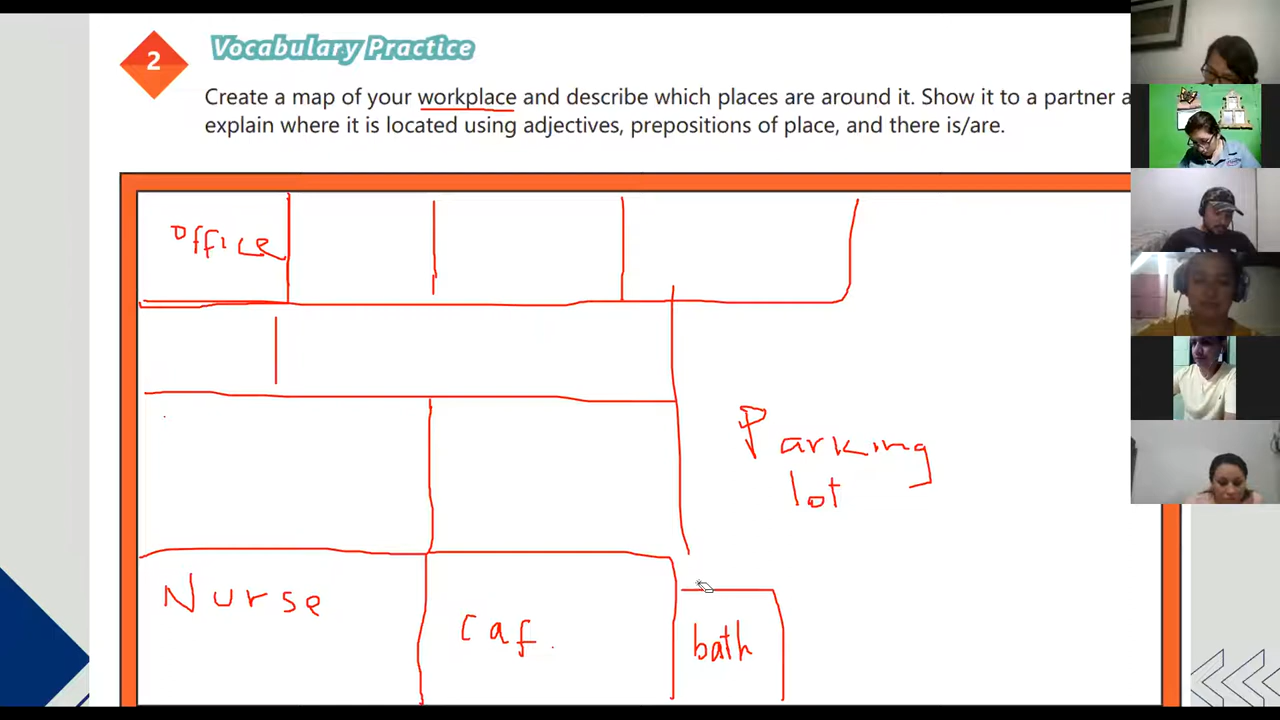 2
Vocabulary Practice
Create a map of your workplace and describe which places are around it. Show it to a partner a
explain where it is located using adjectives, prepositions of place, and there is/are.
office
Parking
lot
Nurse
Caf.
bath